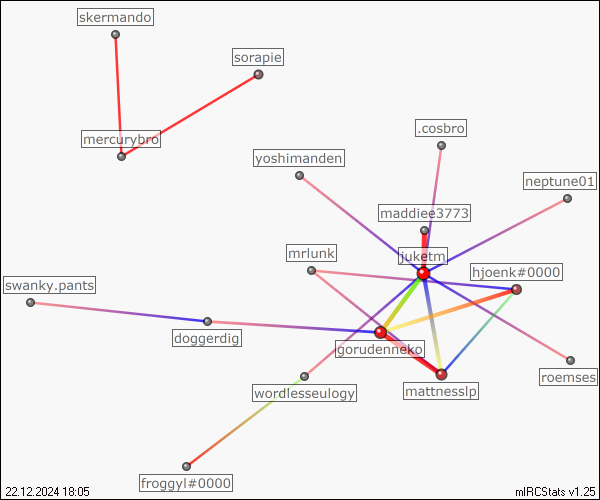 skermando
sorapie
mercurybro
.cosbro
yoshimanden
neptune01
maddiee3773
mrlunk
juketm
hjoenk#0000
swanky.pants
doggerdig
gorudenneko
roemses
wordlesseulogy
mattnesslp
froggyl#0000
22.12.2024 18:05
mIRCStats v1.25